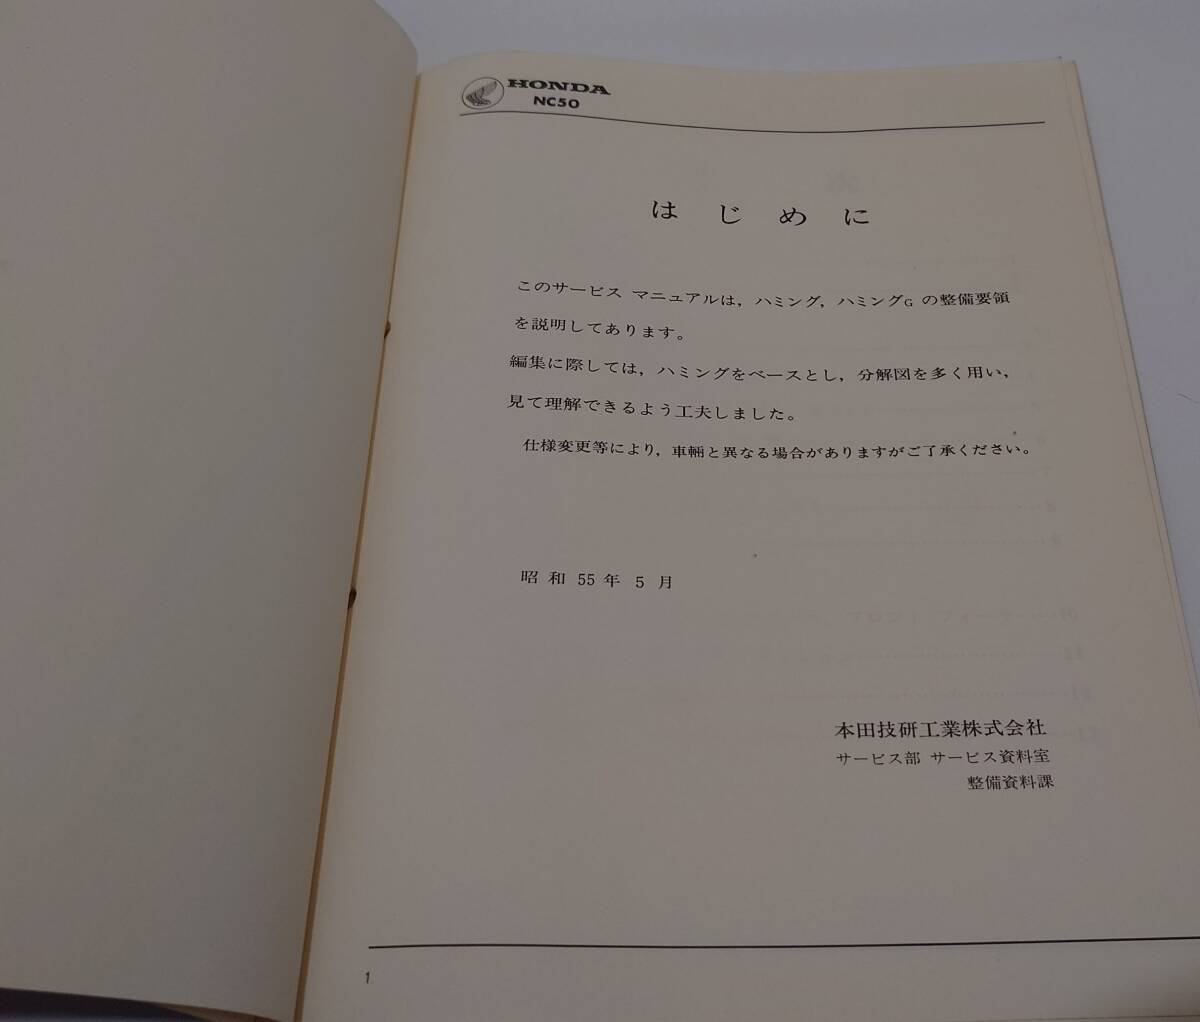 HONDA
NC50
はじめに
このサービス マニュアルは，ハミング，ハミングG の整備要領
を説明してあります。
編集に際しては，ハミングをベースとし，分解図を多く用い，
見て理解できるよう工夫しました。
仕様変更等により，車輛と異なる場合がありますがご了承ください。
昭和 55 年 5 月
本田技研工業株式会社
サービス部 サービス資料室
整備資料課
1